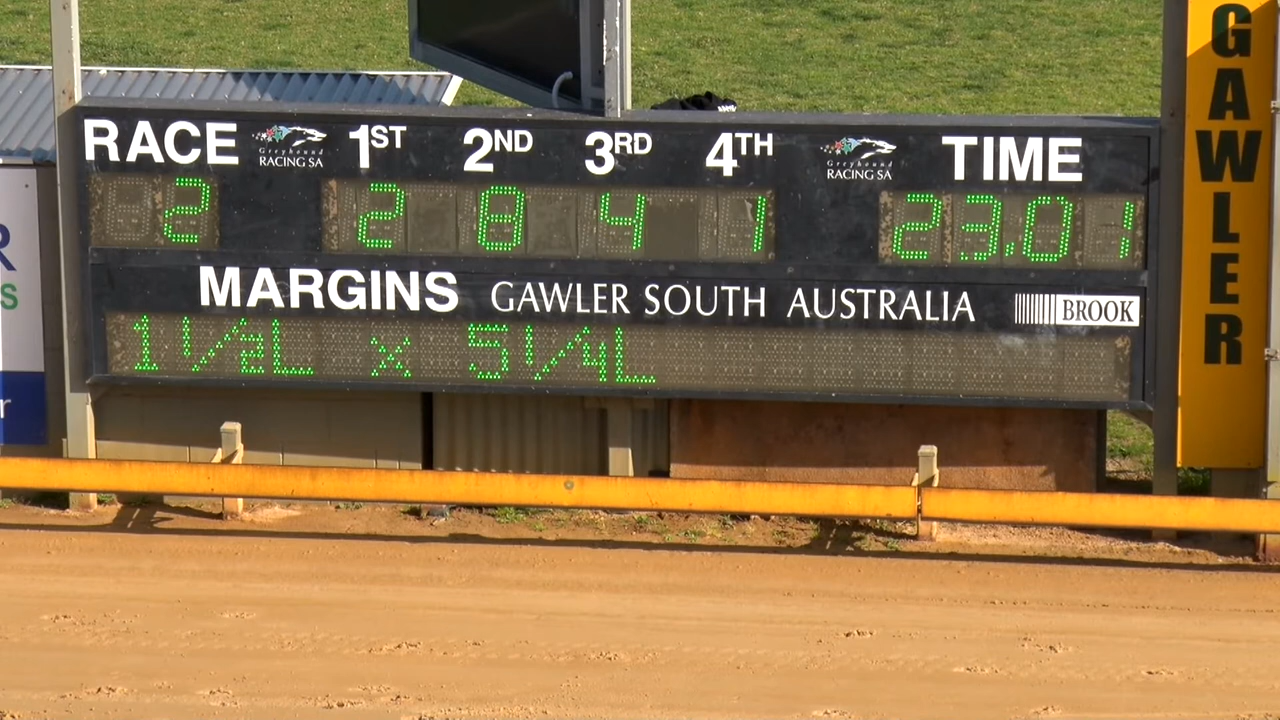 RACE Greyhound RACING SA 1ST 2ND 3RD 4TH Greyhound RACING SA TIME
2 2 8 4 1 23.01
MARGINS GAWLER SOUTH AUSTRALIA BROOK
1 1/2L x 5 1/4L
GAWLER
R
S
r